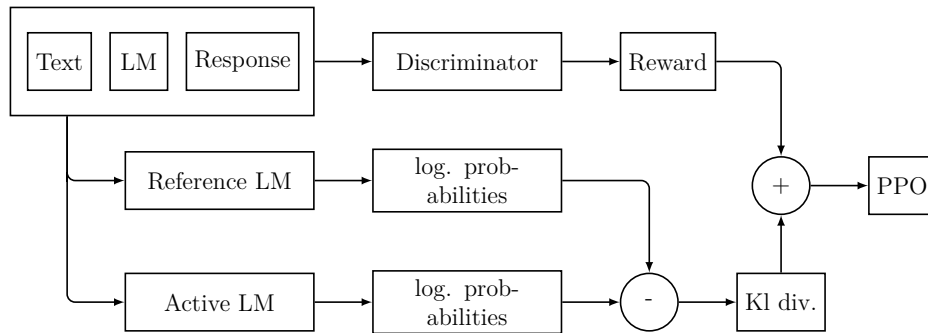 Text
LM
Response
Discriminator
Reward
Reference LM
log. prob-
abilities
+
PPO
Active LM
log. prob-
abilities
-
Kl div.